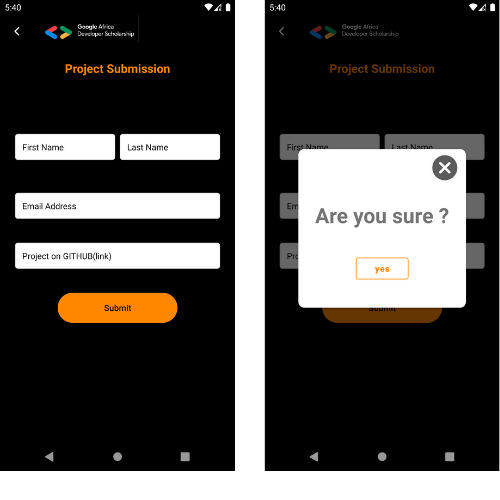 5:40
Google Africa
Developer Scholarship
Project Submission
First Name
Last Name
Email Address
Project on GITHUB(link)
Submit
5:40
Google Africa
Developer Scholarship
Project Submission
First Name
Last Name
Em
Pro
Are you sure ?
yes
Submit